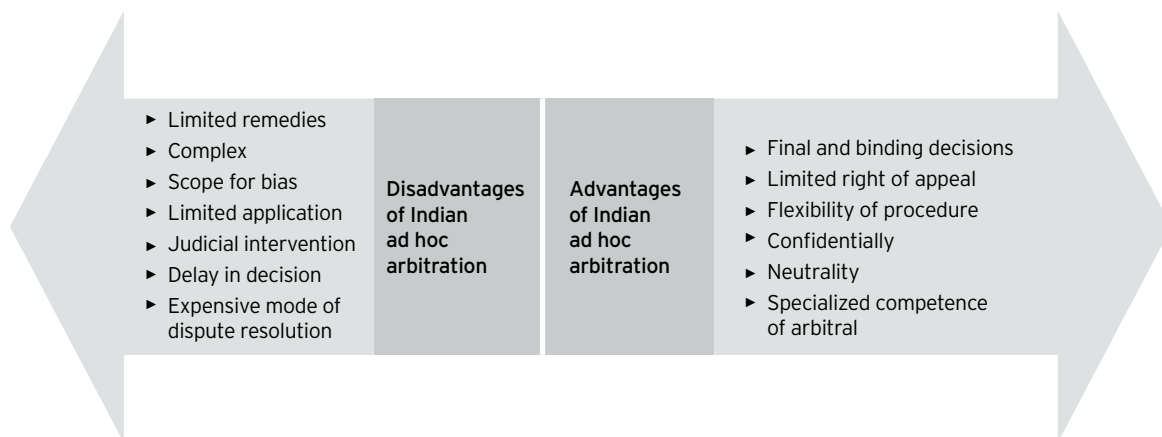 ► Limited remedies
► Complex
► Scope for bias
► Limited application
► Judicial intervention
► Delay in decision
► Expensive mode of
dispute resolution
Disadvantages
of Indian
ad hoc
arbitration
Advantages
of Indian
ad hoc
arbitration
► Final and binding decisions
► Limited right of appeal
► Flexibility of procedure
► Confidentially
► Neutrality
► Specialized competence
of arbitral